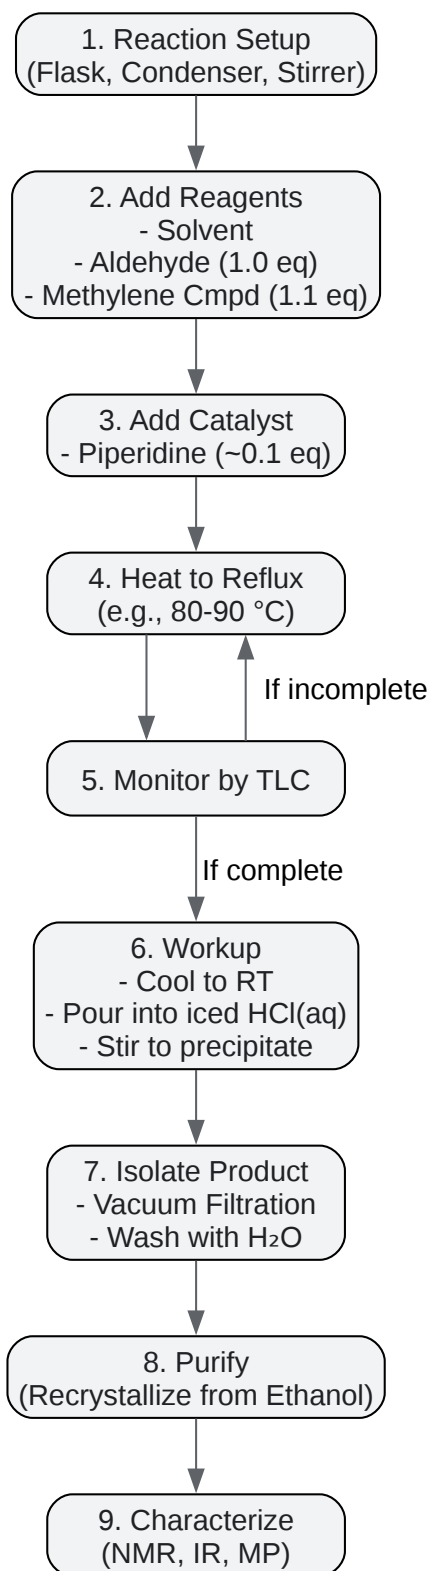 1. Reaction Setup
(Flask, Condenser, Stirrer)
2. Add Reagents
- Solvent
- Aldehyde (1.0 eq)
- Methylene Cmpd (1.1 eq)
3. Add Catalyst
- Piperidine (~0.1 eq)
4. Heat to Reflux
(e.g., 80-90 °C)
If incomplete
5. Monitor by TLC
If complete
6. Workup
- Cool to RT
- Pour into iced HCl(aq)
- Stir to precipitate
7. Isolate Product
- Vacuum Filtration
- Wash with H₂O
8. Purify
(Recrystallize from Ethanol)
9. Characterize
(NMR, IR, MP)